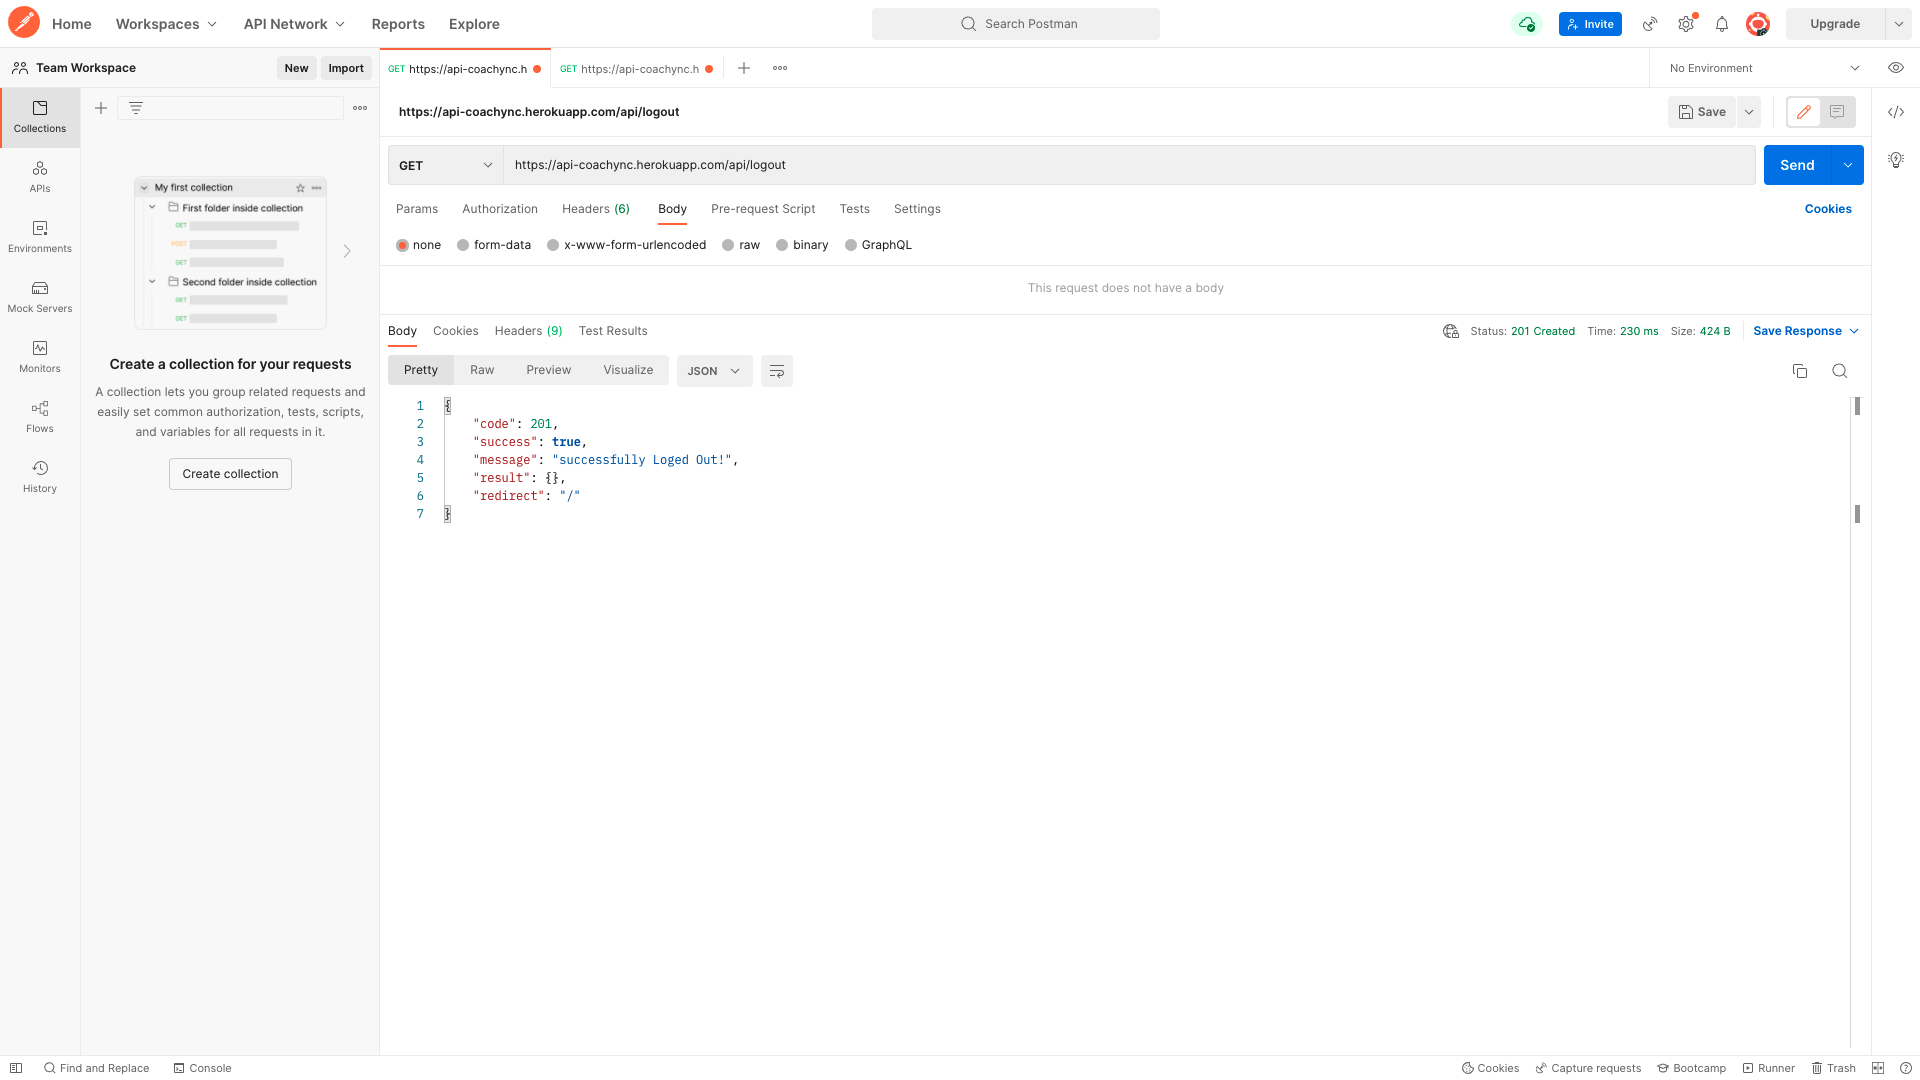 Home
Workspaces
API Network
Reports
Explore
Search Postman
Invite
Upgrade
Team Workspace
New
Import
GET https://api-coachync.h
GET https://api-coachync.h
No Environment
Collections
APIs
Environments
Mock Servers
Monitors
Flows
History
My first collection
First folder inside collection
GET
POST
GET
Second folder inside collection
GET
GET
Create a collection for your requests
A collection lets you group related requests and
easily set common authorization, tests, scripts,
and variables for all requests in it.
Create collection
https://api-coachync.herokuapp.com/api/logout
Save
GET
https://api-coachync.herokuapp.com/api/logout
Send
Params
Authorization
Headers (6)
Body
Pre-request Script
Tests
Settings
Cookies
none
form-data
x-www-form-urlencoded
raw
binary
GraphQL
This request does not have a body
Body
Cookies
Headers (9)
Test Results
Status: 201 Created
Time: 230 ms
Size: 424 B
Save Response
Pretty
Raw
Preview
Visualize
JSON
1 {
2 "code": 201,
3 "success": true,
4 "message": "successfully Loged Out!",
5 "result": {},
6 "redirect": "/"
7 }
Find and Replace
Console
Cookies
Capture requests
Bootcamp
Runner
Trash